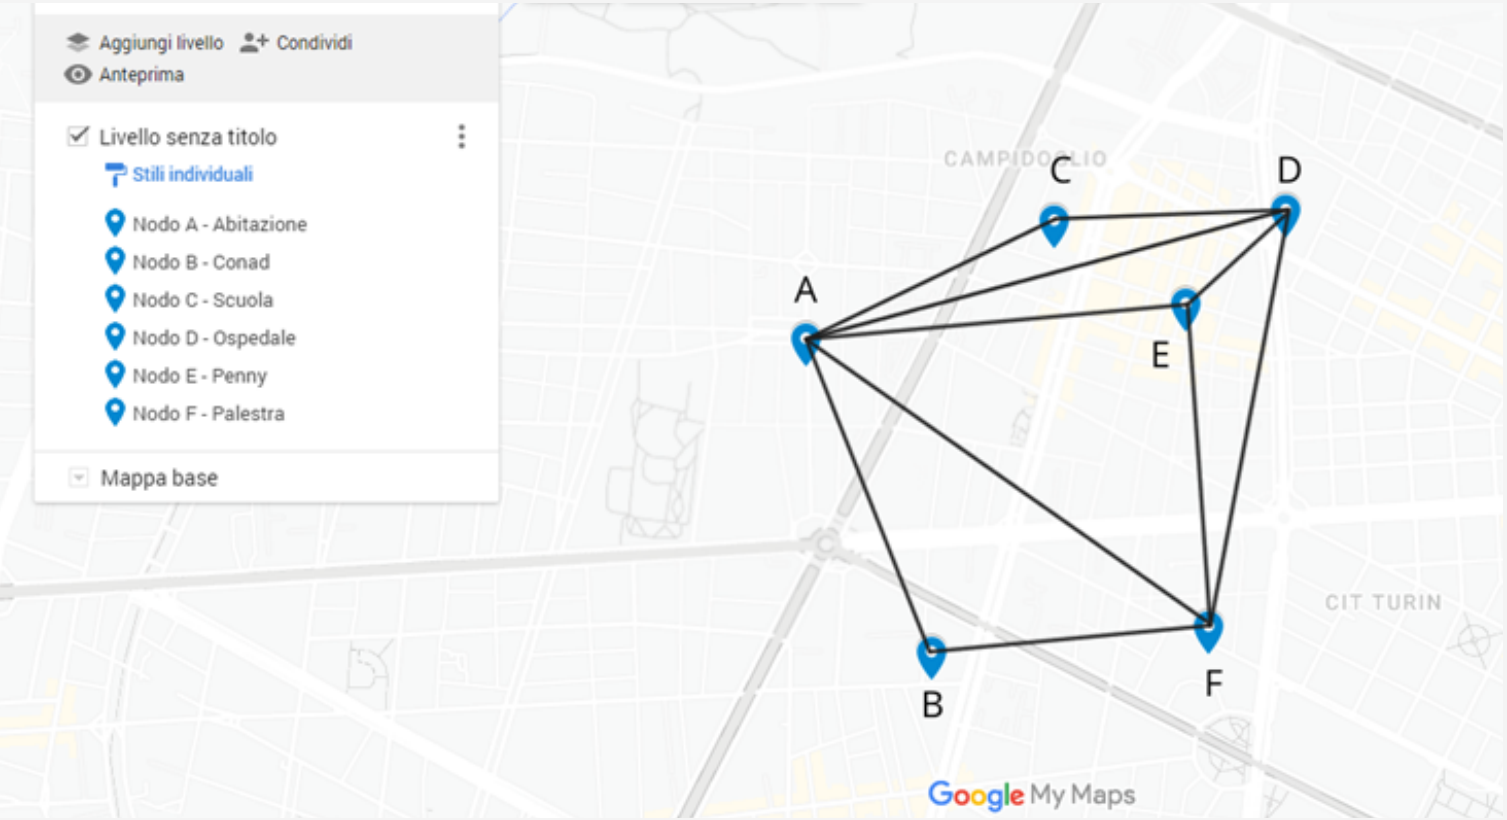 Aggiungi livello Condividi
Anteprima
Livello senza titolo
Stili individuali
Nodo A - Abitazione
Nodo B - Conad
Nodo C - Scuola
Nodo D - Ospedale
Nodo E - Penny
Nodo F - Palestra
Mappa base
CAMPIDOGLIO
C
D
A
E
CIT TURIN
F
B
Google My Maps